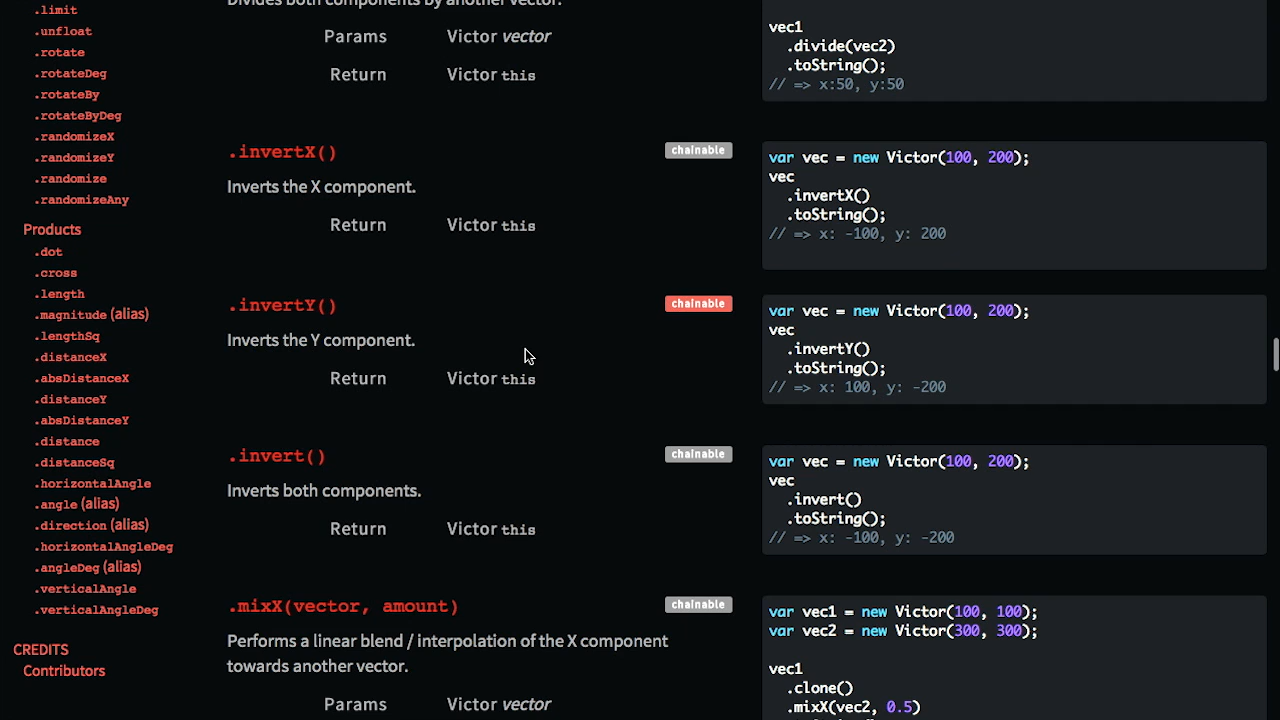 .limit
.unfloat
.rotate
.rotateDeg
.rotateBy
.rotateByDeg
.randomizeX
.randomizeY
.randomize
.randomizeAny
Products
.dot
.cross
.length
.magnitude (alias)
.lengthSq
.distanceX
.absDistanceX
.distanceY
.absDistanceY
.distance
.distanceSq
.horizontalAngle
.angle (alias)
.direction (alias)
.horizontalAngleDeg
.angleDeg (alias)
.verticalAngle
.verticalAngleDeg
CREDITS
Contributors
Divides both components by another vector.
Params Victor vector
Return Victor this
vec1
.divide(vec2)
.toString();
// => x:50, y:50
.invertX() chainable
Inverts the X component.
Return Victor this
var vec = new Victor(100, 200);
vec
.invertX()
.toString();
// => x: -100, y: 200
.invertY() chainable
Inverts the Y component.
Return Victor this
var vec = new Victor(100, 200);
vec
.invertY()
.toString();
// => x: 100, y: -200
.invert() chainable
Inverts both components.
Return Victor this
var vec = new Victor(100, 200);
vec
.invert()
.toString();
// => x: -100, y: -200
.mixX(vector, amount) chainable
Performs a linear blend / interpolation of the X component
towards another vector.
Params Victor vector
var vec1 = new Victor(100, 100);
var vec2 = new Victor(300, 300);
vec1
.clone()
.mixX(vec2, 0.5)